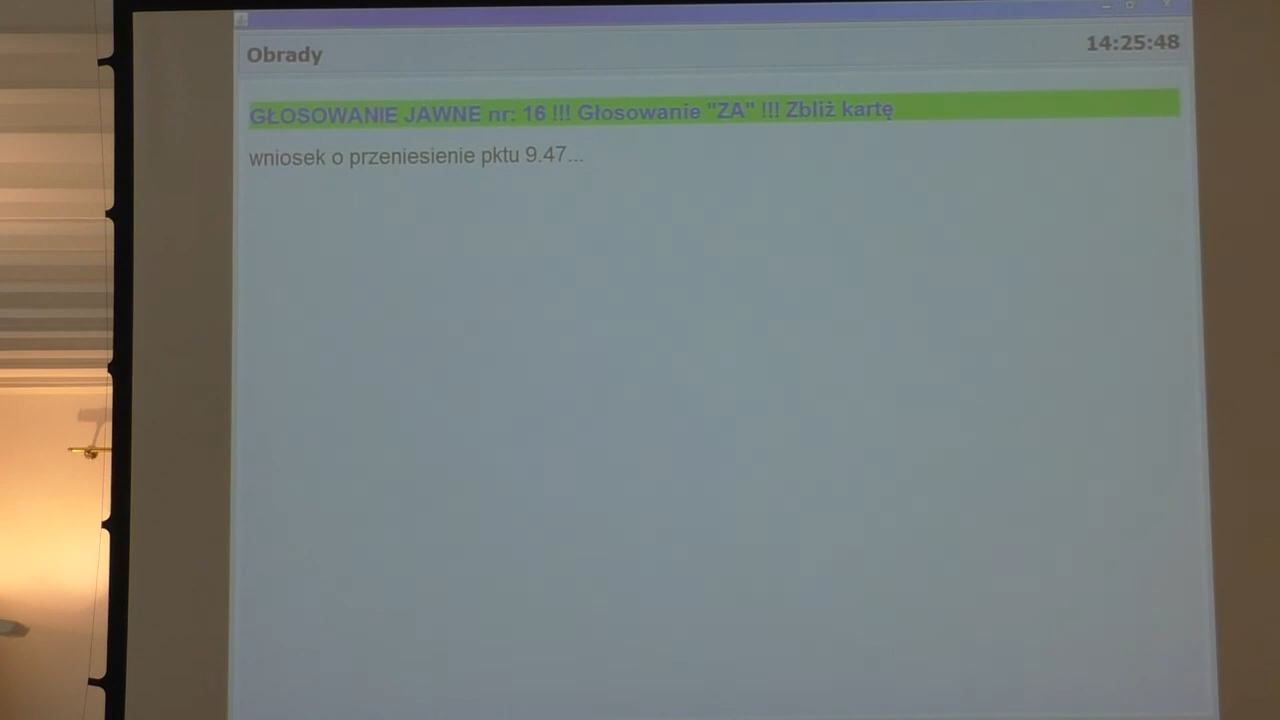 Obrady
14:25:48
GŁOSOWANIE JAWNE nr: 16 !!! Głosowanie "ZA" !!! Zbliż kartę
wniosek o przeniesienie pktu 9.47...